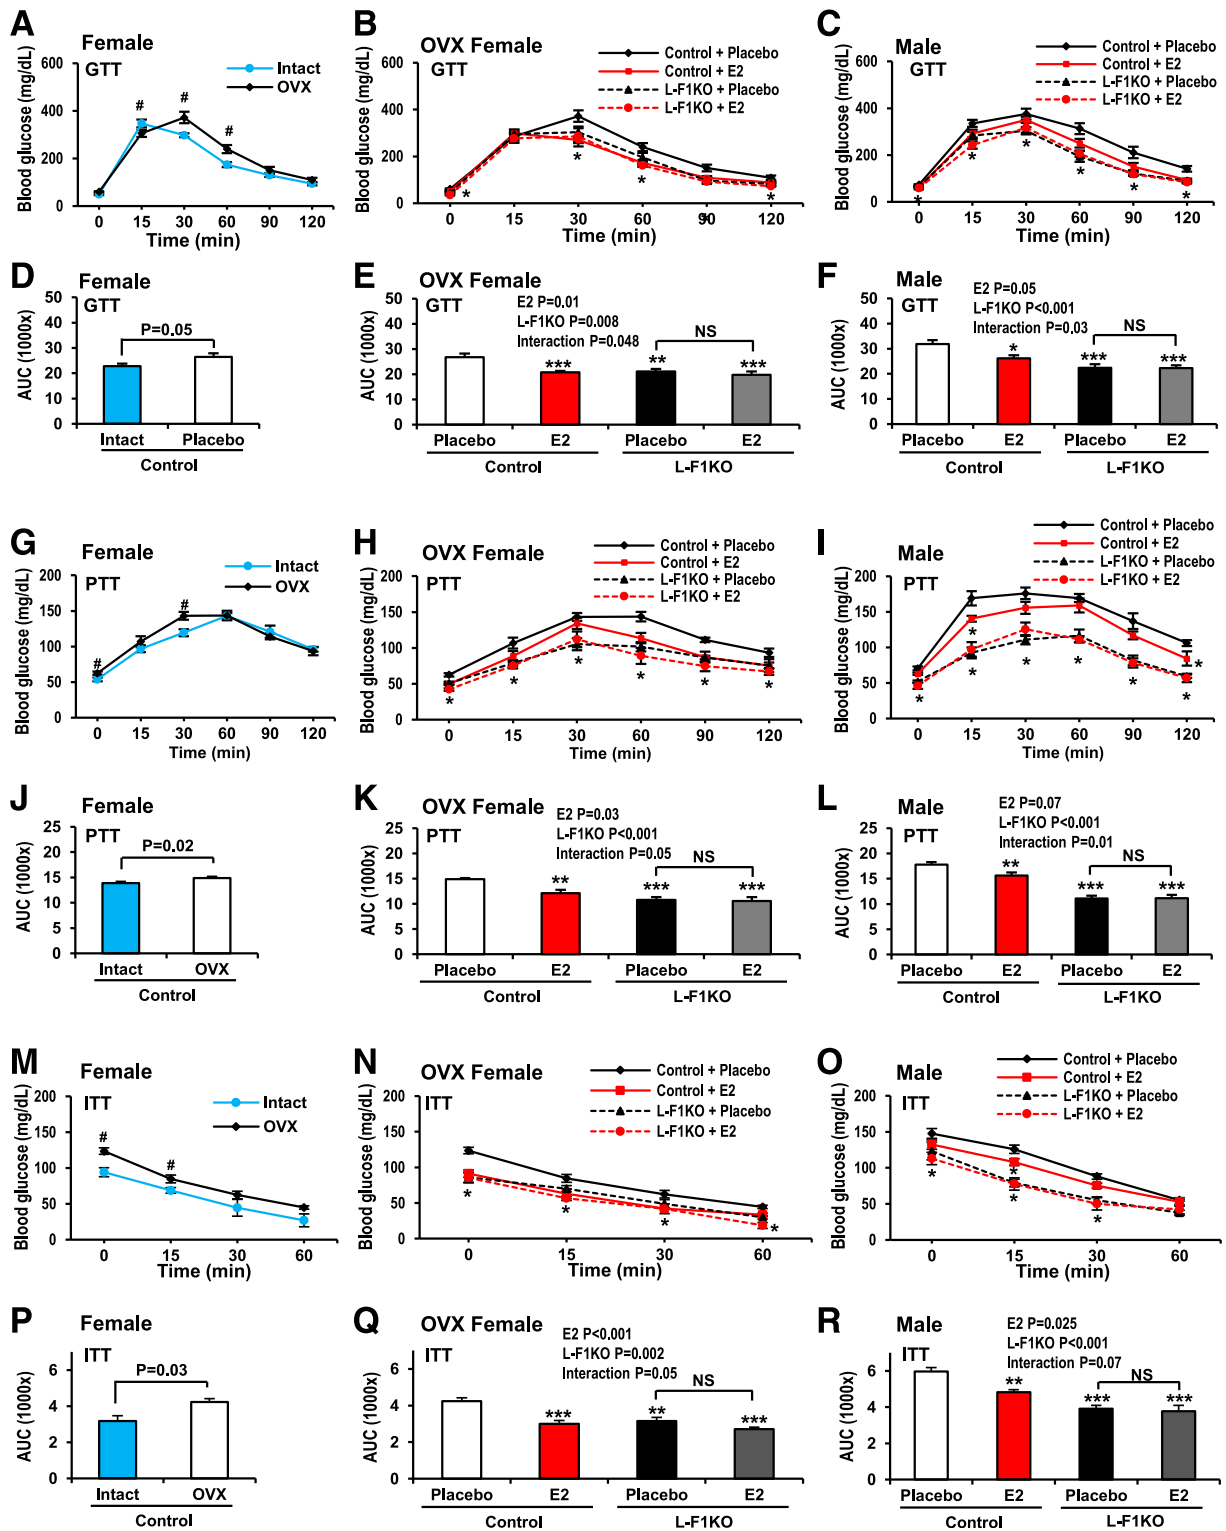 A
Female
GTT
Blood glucose (mg/dL)
600
400
200
0
# # #
Intact
OVX
0 15 30 60 90 120
Time (min)
B
OVX Female
GTT
Blood glucose (mg/dL)
600
400
200
0
Control + Placebo
Control + E2
L-F1KO + Placebo
L-F1KO + E2
* * * * *
0 15 30 60 90 120
Time (min)
C
Male
GTT
Blood glucose (mg/dL)
600
400
200
0
Control + Placebo
Control + E2
L-F1KO + Placebo
L-F1KO + E2
* * * * * *
0 15 30 60 90 120
Time (min)
D
Female
GTT
AUC (1000x)
50
40
30
20
10
0
P=0.05
Intact Placebo
Control
E
OVX Female
GTT
AUC (1000x)
50
40
30
20
10
0
E2 P=0.01
L-F1KO P=0.008
Interaction P=0.048
NS
*** ** ***
Placebo E2 Placebo E2
Control L-F1KO
F
Male
GTT
AUC (1000x)
50
40
30
20
10
0
E2 P=0.05
L-F1KO P<0.001
Interaction P=0.03
NS
* *** ***
Placebo E2 Placebo E2
Control L-F1KO
G
Female
PTT
Blood glucose (mg/dL)
200
150
100
50
0
# #
Intact
OVX
0 15 30 60 90 120
Time (min)
H
OVX Female
PTT
Blood glucose (mg/dL)
200
150
100
50
0
Control + Placebo
Control + E2
L-F1KO + Placebo
L-F1KO + E2
* * * * * *
0 15 30 60 90 120
Time (min)
I
Male
PTT
Blood glucose (mg/dL)
200
150
100
50
0
Control + Placebo
Control + E2
L-F1KO + Placebo
L-F1KO + E2
* *
* * * * * *
0 15 30 60 90 120
Time (min)
J
Female
PTT
AUC (1000x)
25
20
15
10
5
0
P=0.02
Intact OVX
Control
K
OVX Female
PTT
AUC (1000x)
25
20
15
10
5
0
E2 P=0.03
L-F1KO P<0.001
Interaction P=0.05
NS
** *** ***
Placebo E2 Placebo E2
Control L-F1KO
L
Male
PTT
AUC (1000x)
25
20
15
10
5
0
E2 P=0.07
L-F1KO P<0.001
Interaction P=0.01
NS
** *** ***
Placebo E2 Placebo E2
Control L-F1KO
M
Female
ITT
Blood glucose (mg/dL)
200
150
100
50
0
# #
Intact
OVX
0 15 30 60
Time (min)
N
OVX Female
ITT
Blood glucose (mg/dL)
200
150
100
50
0
Control + Placebo
Control + E2
L-F1KO + Placebo
L-F1KO + E2
* * * *
0 15 30 60
Time (min)
O
Male
ITT
Blood glucose (mg/dL)
200
150
100
50
0
Control + Placebo
Control + E2
L-F1KO + Placebo
L-F1KO + E2
*
* * *
0 15 30 60
Time (min)
P
Female
ITT
AUC (1000x)
6
4
2
0
P=0.03
Intact OVX
Control
Q
OVX Female
ITT
AUC (1000x)
6
4
2
0
E2 P<0.001
L-F1KO P=0.002
Interaction P=0.05
NS
*** ** ***
Placebo E2 Placebo E2
Control L-F1KO
R
Male
ITT
AUC (1000x)
6
4
2
0
E2 P=0.025
L-F1KO P<0.001
Interaction P=0.07
NS
** *** ***
Placebo E2 Placebo E2
Control L-F1KO